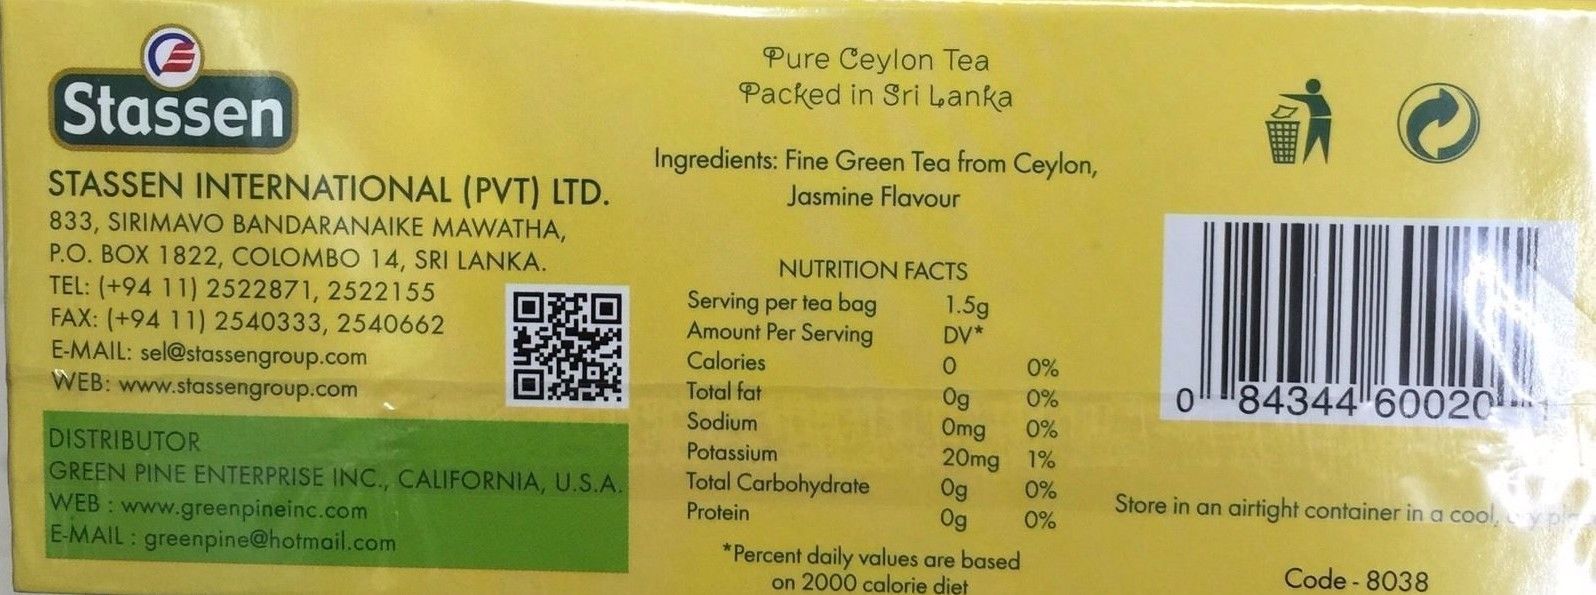 Stassen
STASSEN INTERNATIONAL (PVT) LTD.
833, SIRIMAVO BANDARANAIKE MAWATHA,
P.O. BOX 1822, COLOMBO 14, SRI LANKA.
TEL: (+94 11) 2522871, 2522155
FAX: (+94 11) 2540333, 2540662
E-MAIL: sel@stassengroup.com
WEB: www.stassengroup.com
DISTRIBUTOR
GREEN PINE ENTERPRISE INC., CALIFORNIA, U.S.A.
WEB : www.greenpineinc.com
E-MAIL : greenpine@hotmail.com
Pure Ceylon Tea
Packed in Sri Lanka
Ingredients: Fine Green Tea from Ceylon,
Jasmine Flavour
NUTRITION FACTS
Serving per tea bag 1.5g
Amount Per Serving DV*
Calories 0 0%
Total fat 0g 0%
Sodium 0mg 0%
Potassium 20mg 1%
Total Carbohydrate 0g 0%
Protein 0g 0%
*Percent daily values are based
on 2000 calorie diet
0 84344 60020
Store in an airtight container in a cool,
Code - 8038